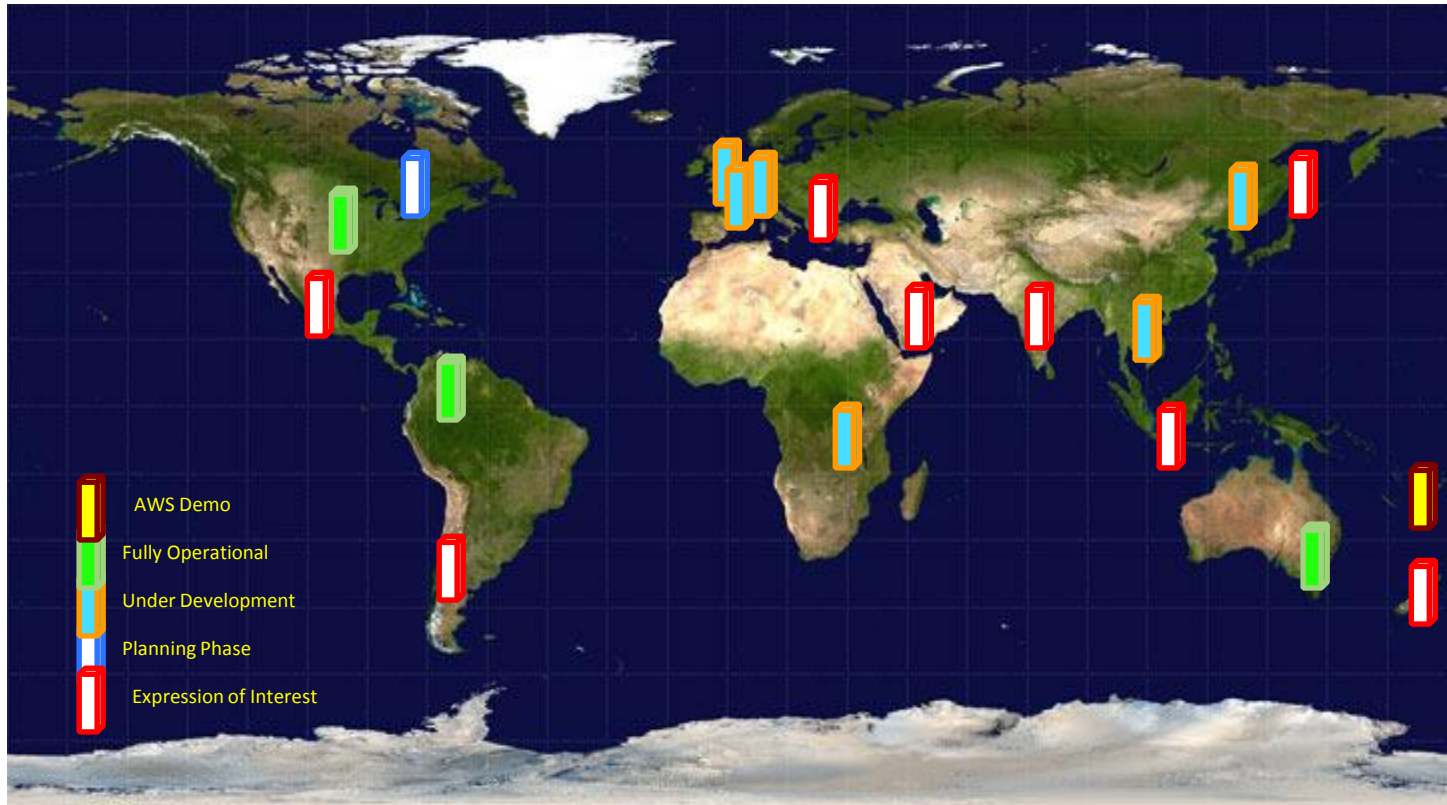 AWS Demo
Fully Operational
Under Development
Planning Phase
Expression of Interest